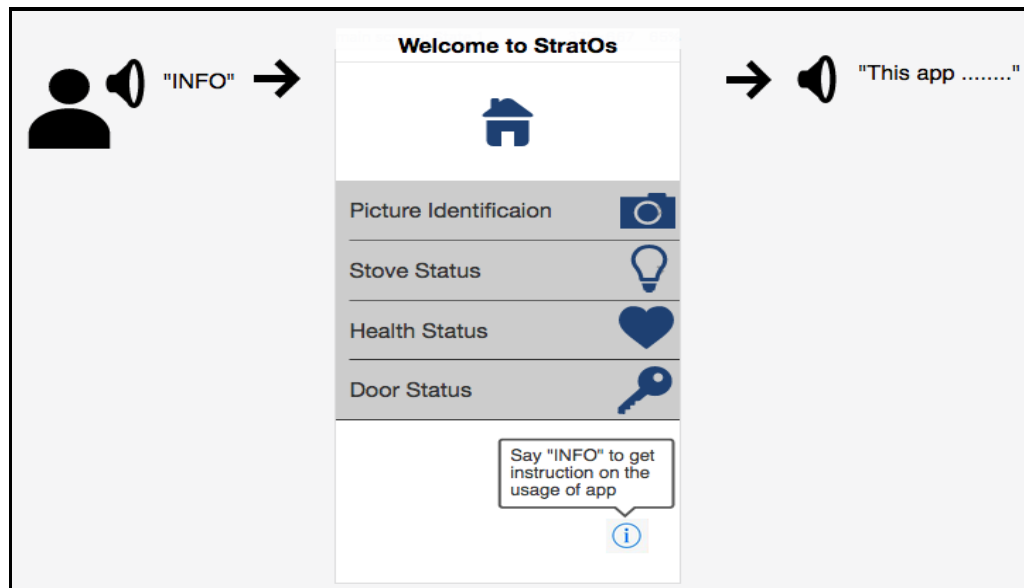 Welcome to StratOs
"INFO"
"This app ........"
Picture Identificaion
Stove Status
Health Status
Door Status
Say "INFO" to get
instruction on the
usage of app
i